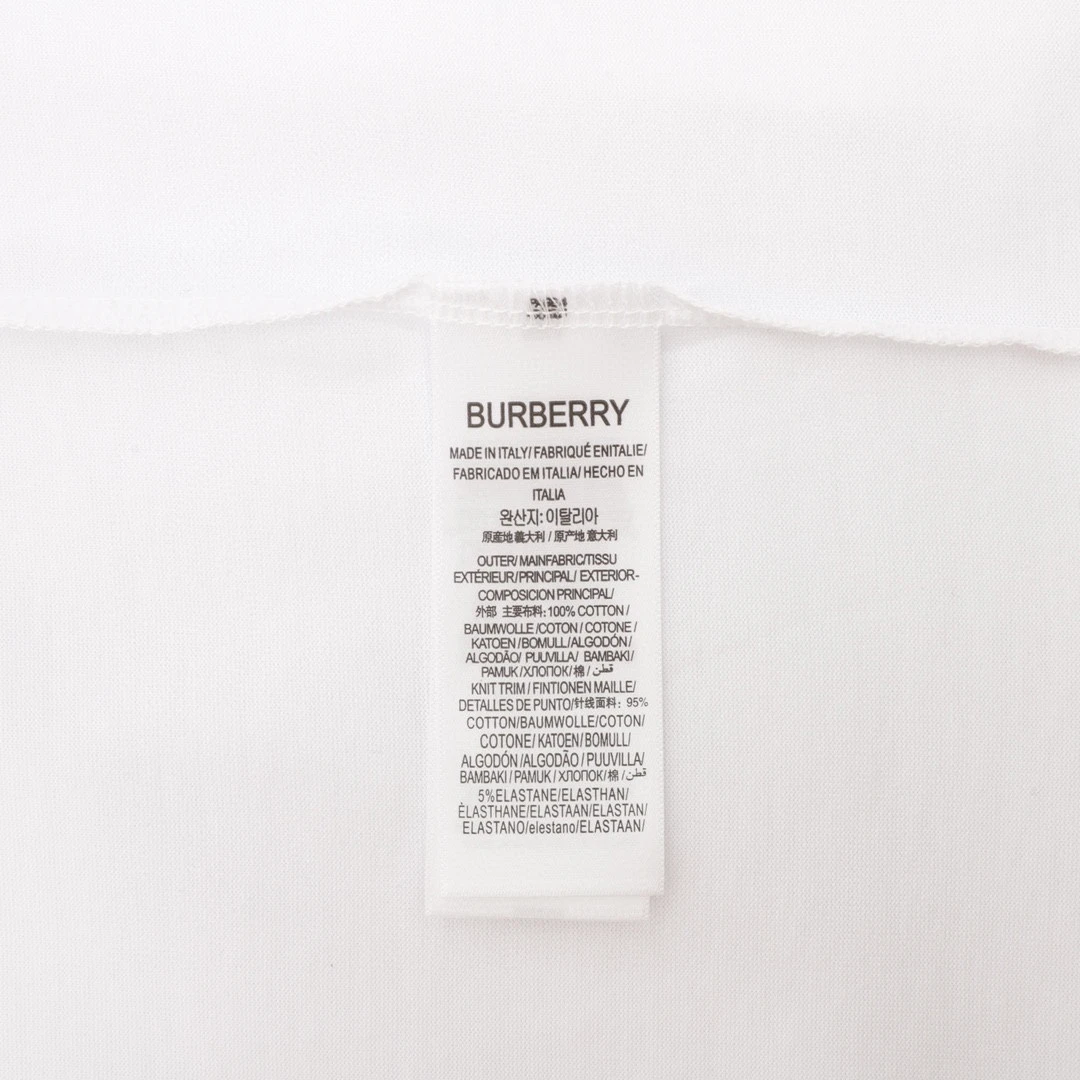 BURBERRY
MADE IN ITALY/ FABRIQUÉ ENITALIE/
FABRICADO EM ITALIA/ HECHO EN
ITALIA
완산지: 이탈리아
原産地 義大利 / 原产地 意大利
OUTER/ MAINFABRIC/TISSU
EXTÉRIEUR/PRINCIPAL/ EXTERIOR-
COMPOSICION PRINCIPAL/
外部 主要布料: 100% COTTON /
BAUMWOLLE /COTON / COTONE /
KATOEN /BOMULL/ALGODÓN/
ALGODÃO/ PUUVILLA/ BAMBAKI/
PAMUK /ХЛОПОК/棉 / قطن/
KNIT TRIM / FINTIONEN MAILLE/
DETALLES DE PUNTO/针线面料: 95%
COTTON/BAUMWOLLE/COTON/
COTONE/ KATOEN/BOMULL/
ALGODÓN /ALGODÃO / PUUVILLA/
BAMBAKI / PAMUK / ХЛОПОК/棉 /قطن/
5%ELASTANE/ELASTHAN/
ÈLASTHANE/ELASTAAN/ELASTAN/
ELASTANO/elestano/ELASTAAN/